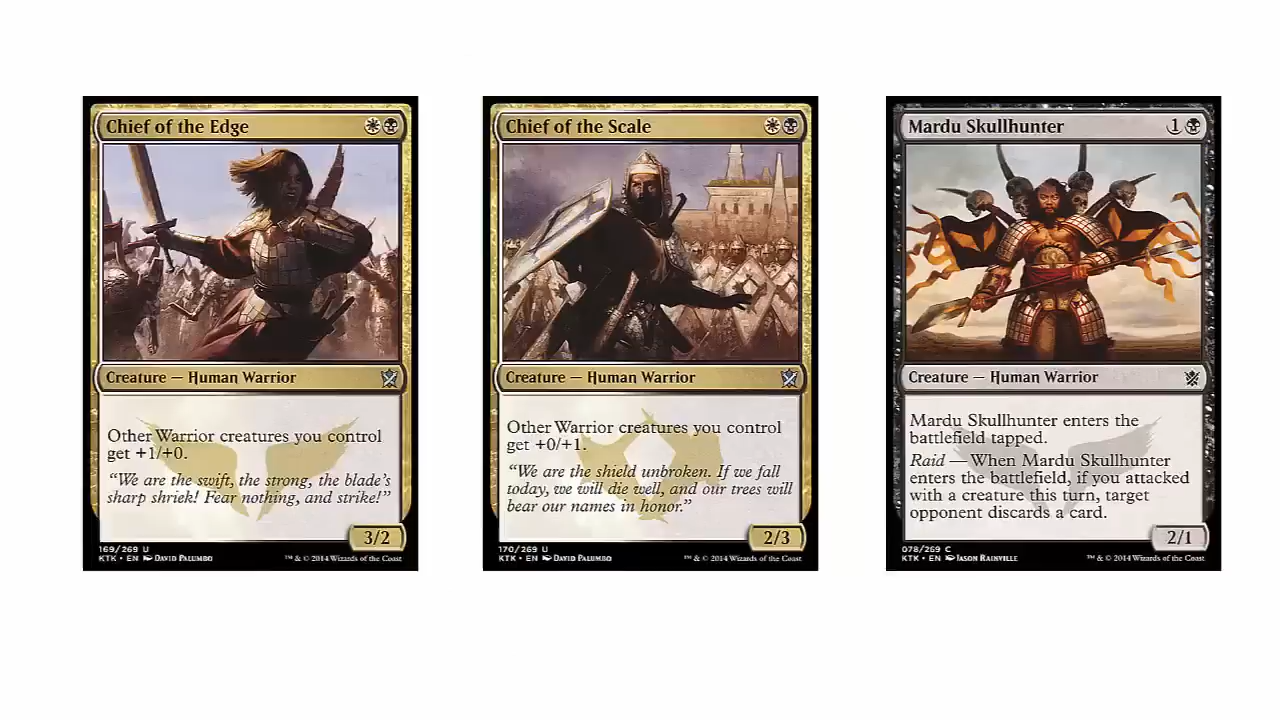 Chief of the Edge
Creature — Human Warrior
Other Warrior creatures you control
get +1/+0.
“We are the swift, the strong, the blade’s
sharp shriek! Fear nothing, and strike!”
3/2
169/269 U
KTK • EN David Palumbo
™ & © 2014 Wizards of the Coast
Chief of the Scale
Creature — Human Warrior
Other Warrior creatures you control
get +0/+1.
“We are the shield unbroken. If we fall
today, we will die well, and our trees will
bear our names in honor.”
2/3
170/269 U
KTK • EN David Palumbo
™ & © 2014 Wizards of the Coast
Mardu Skullhunter 1
Creature — Human Warrior
Mardu Skullhunter enters the
battlefield tapped.
Raid — When Mardu Skullhunter
enters the battlefield, if you attacked
with a creature this turn, target
opponent discards a card.
2/1
078/269 C
KTK • EN Jason Rainville
™ & © 2014 Wizards of the Coast